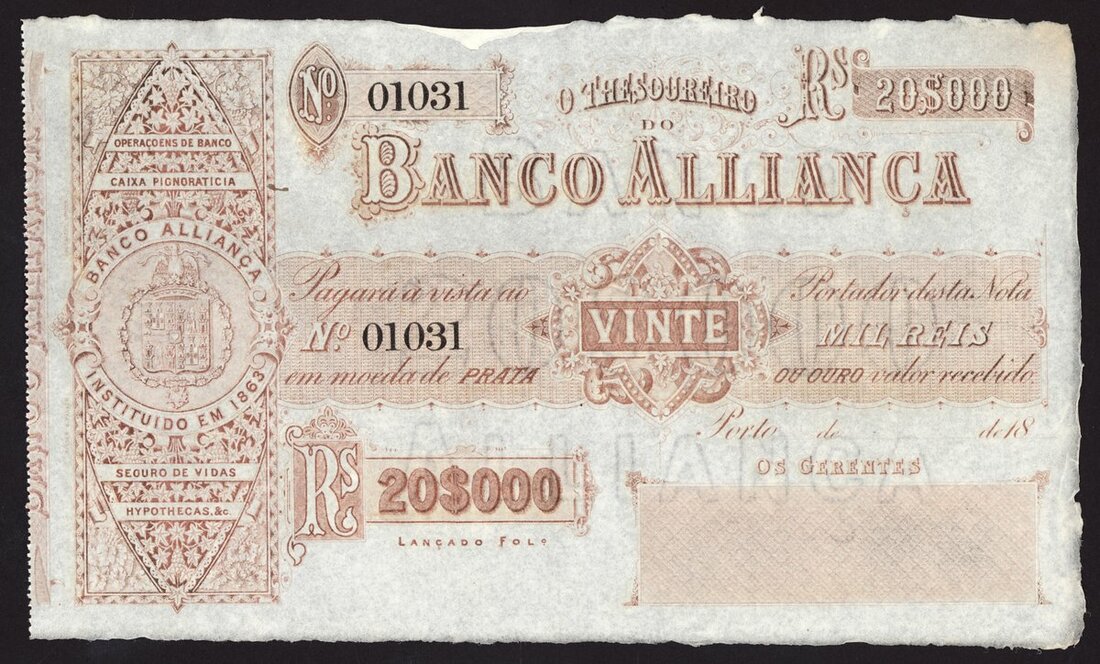 OPERAÇOENS DE BANCO
CAIXA PIGNORATICIA
BANCO ALLIANÇA
INSTITUIDO EM 1863
SEGURO DE VIDAS
HYPOTHECAS, &c.
Nº. 01031
O THESOUREIRO
RS 20$000
DO
BANCO ALLIANÇA
Pagará á vista ao Portador desta Nota
Nº 01031 VINTE MIL REIS
em moeda de PRATA OU OURO valor recebido.
Porto de de 18
OS GERENTES
RS 20$000
LANÇADO FOLº